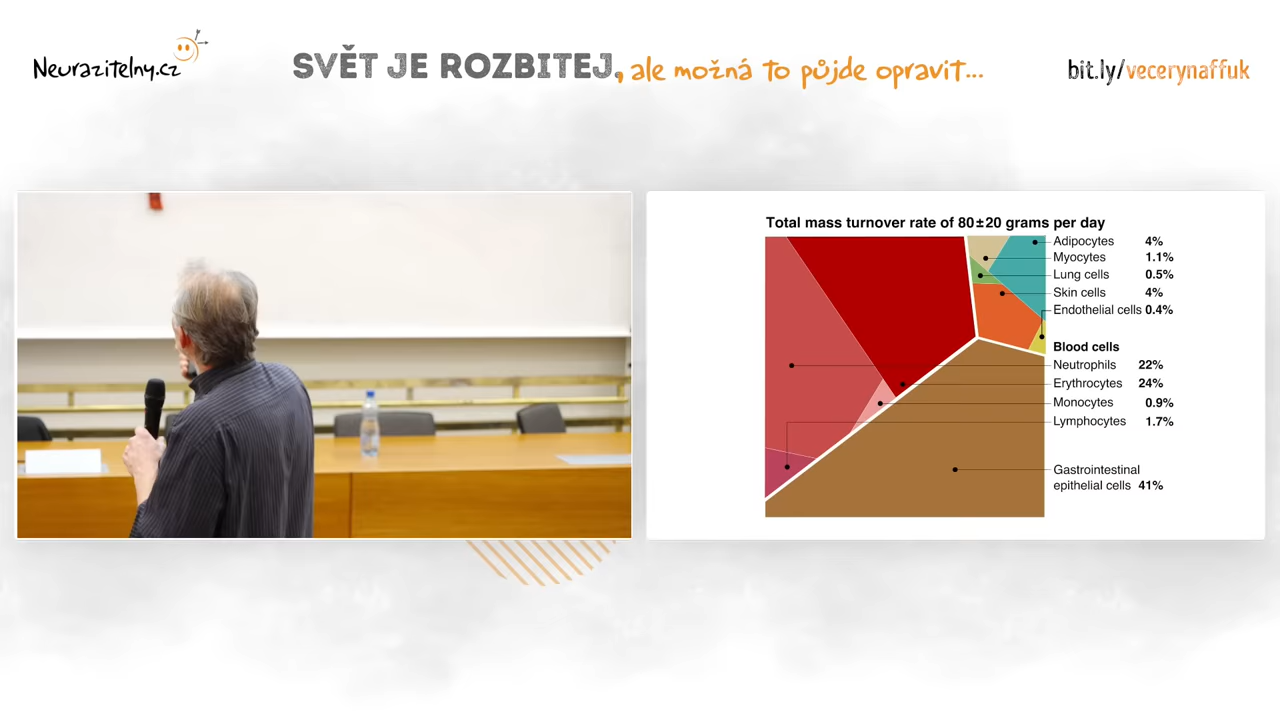 Neurazitelny.cz
SVĚT JE ROZBITEJ, ale možná to půjde opravit...
bit.ly/vecerynaffuk
Total mass turnover rate of 80±20 grams per day
Adipocytes 4%
Myocytes 1.1%
Lung cells 0.5%
Skin cells 4%
Endothelial cells 0.4%
Blood cells
Neutrophils 22%
Erythrocytes 24%
Monocytes 0.9%
Lymphocytes 1.7%
Gastrointestinal
epithelial cells 41%